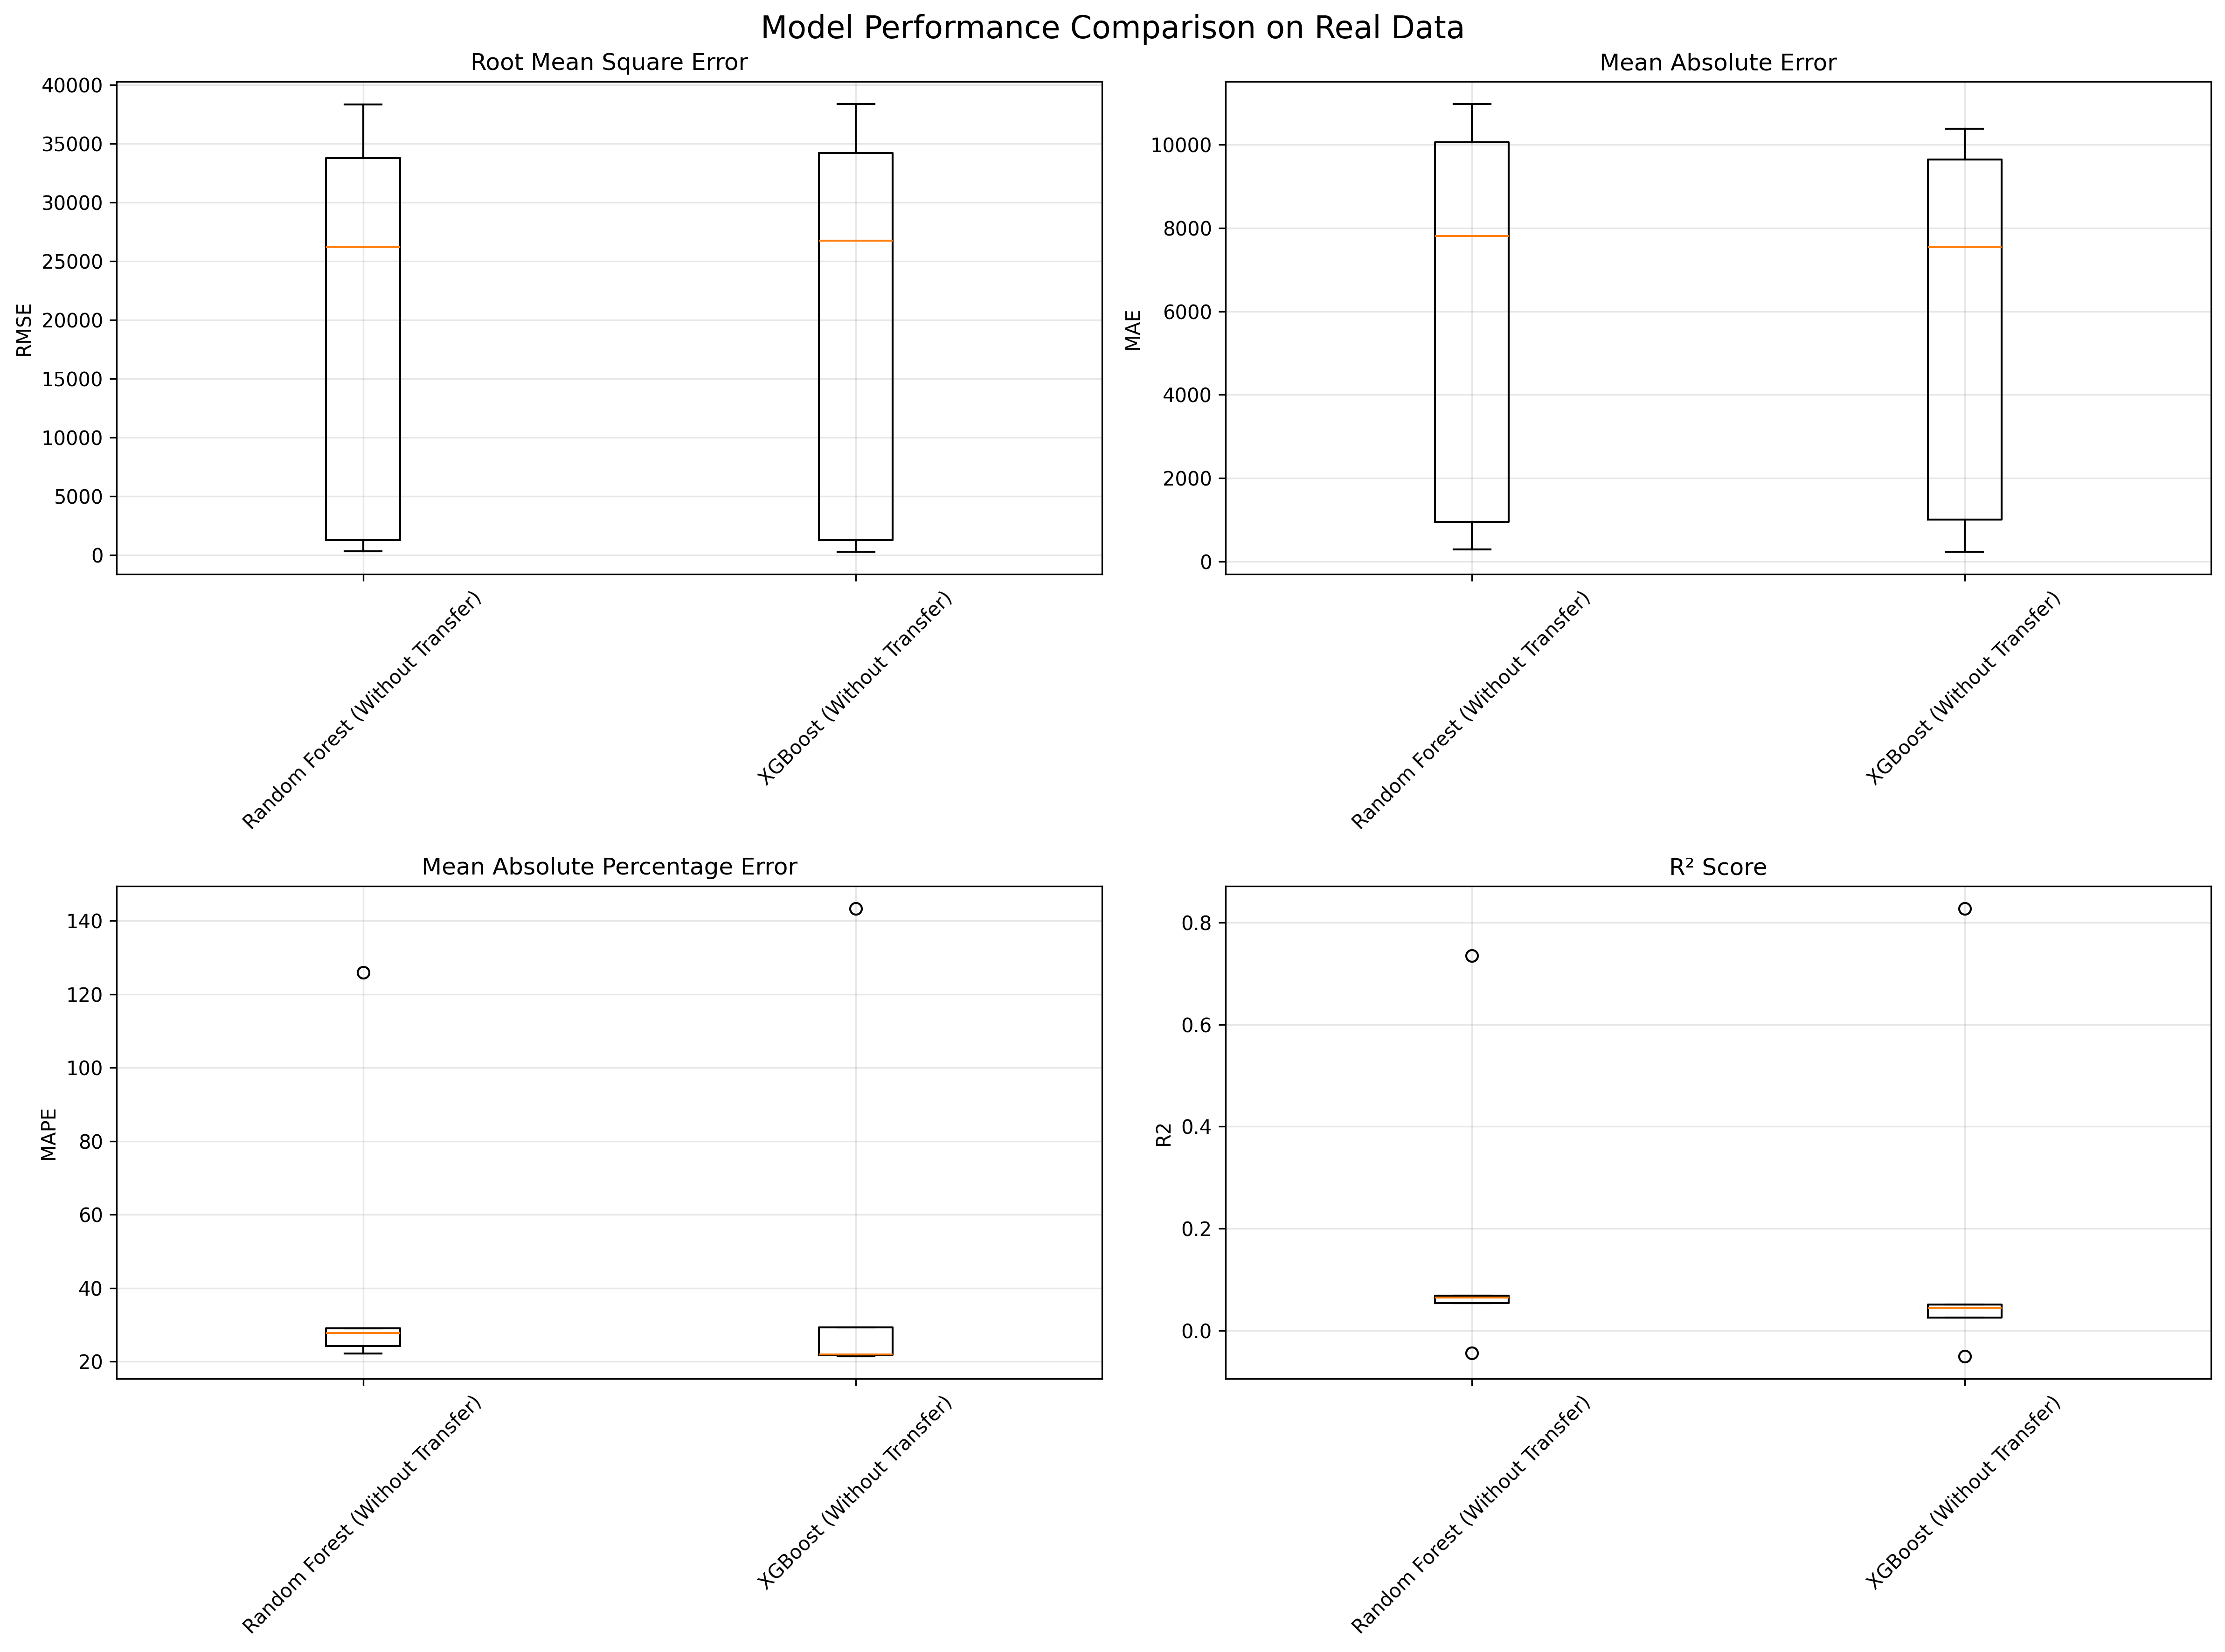 Model Performance Comparison on Real Data
Root Mean Square Error
RMSE
40000
35000
30000
25000
20000
15000
10000
5000
0
Random Forest (Without Transfer)
XGBoost (Without Transfer)
Mean Absolute Error
MAE
10000
8000
6000
4000
2000
0
Random Forest (Without Transfer)
XGBoost (Without Transfer)
Mean Absolute Percentage Error
MAPE
140
120
100
80
60
40
20
Random Forest (Without Transfer)
XGBoost (Without Transfer)
R² Score
R2
0.8
0.6
0.4
0.2
0.0
Random Forest (Without Transfer)
XGBoost (Without Transfer)